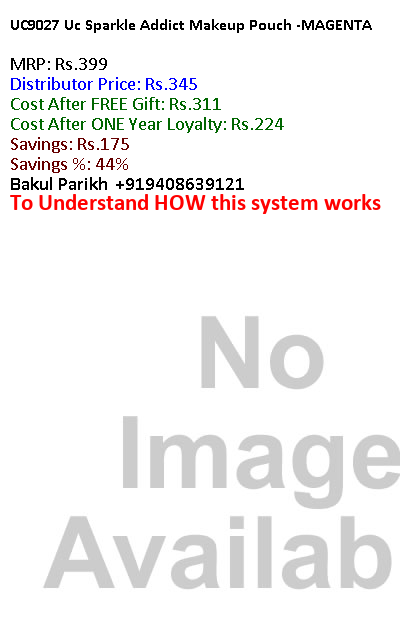 UC9027 Uc Sparkle Addict Makeup Pouch -MAGENTA
MRP: Rs.399
Distributor Price: Rs.345
Cost After FREE Gift: Rs.311
Cost After ONE Year Loyalty: Rs.224
Savings: Rs.175
Savings %: 44%
Bakul Parikh +919408639121
To Understand HOW this system works
No
Image
Availab